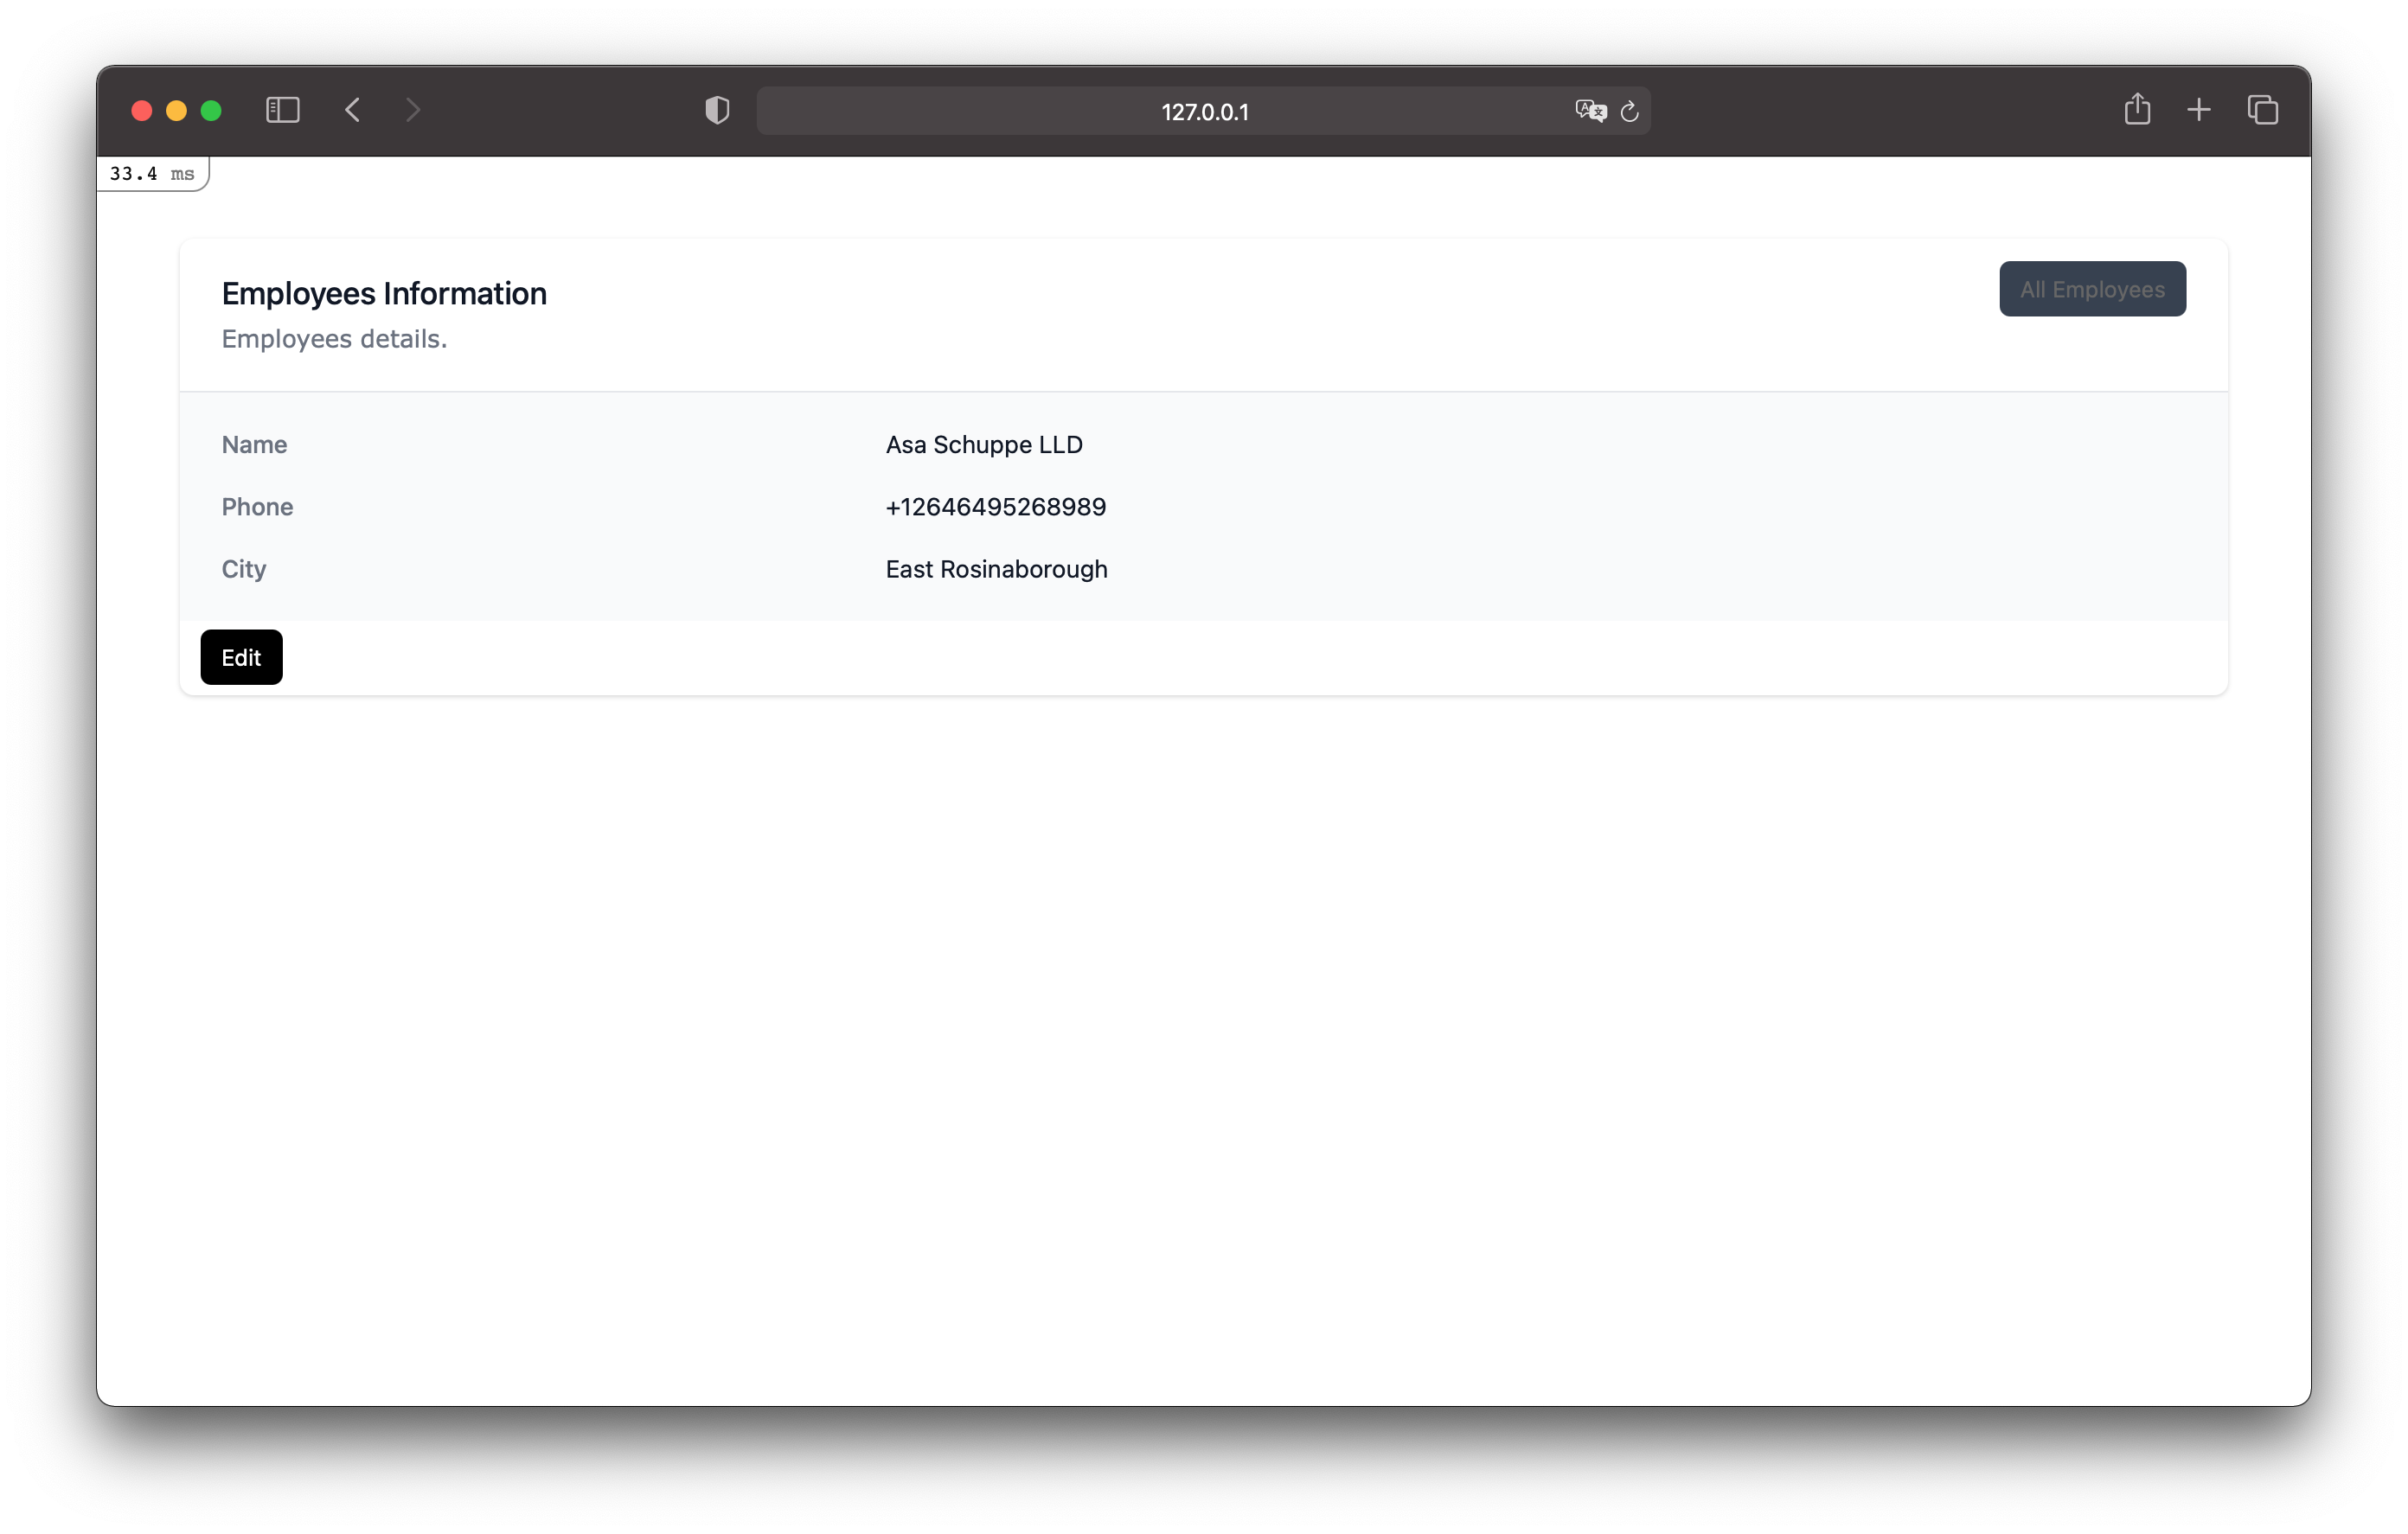 127.0.0.1
33.4 ms
Employees Information
All Employees
Employees details.
Name Asa Schuppe LLD
Phone +12646495268989
City East Rosinaborough
Edit